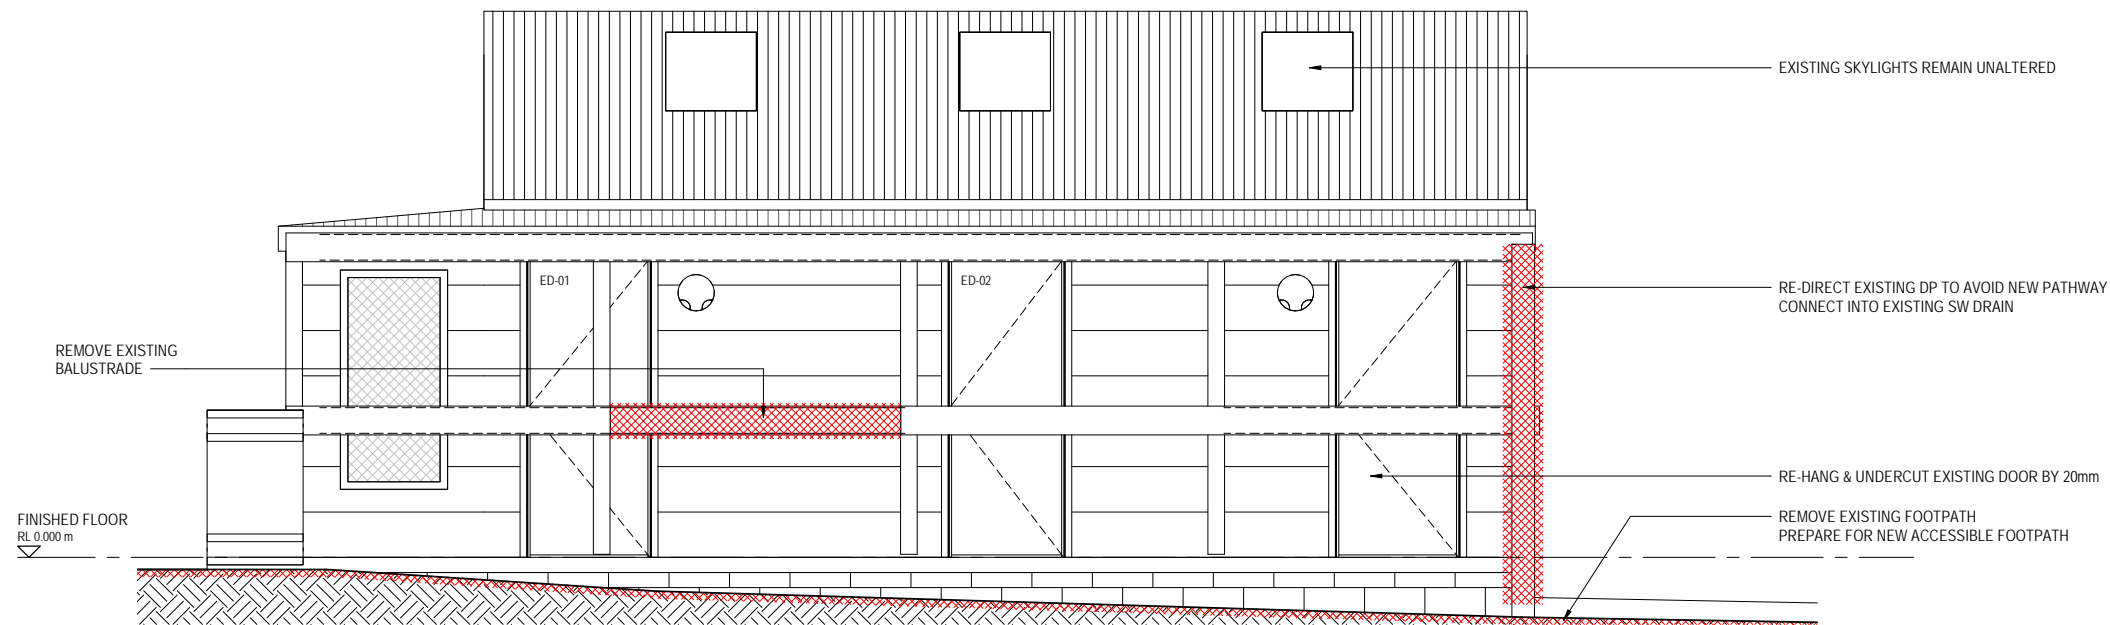 EXISTING SKYLIGHTS REMAIN UNALTERED
ED-01
ED-02
RE-DIRECT EXISTING DP TO AVOID NEW PATHWAY
CONNECT INTO EXISTING SW DRAIN
REMOVE EXISTING
BALUSTRADE
RE-HANG & UNDERCUT EXISTING DOOR BY 20mm
FINISHED FLOOR
RL 0.000 m
REMOVE EXISTING FOOTPATH
PREPARE FOR NEW ACCESSIBLE FOOTPATH